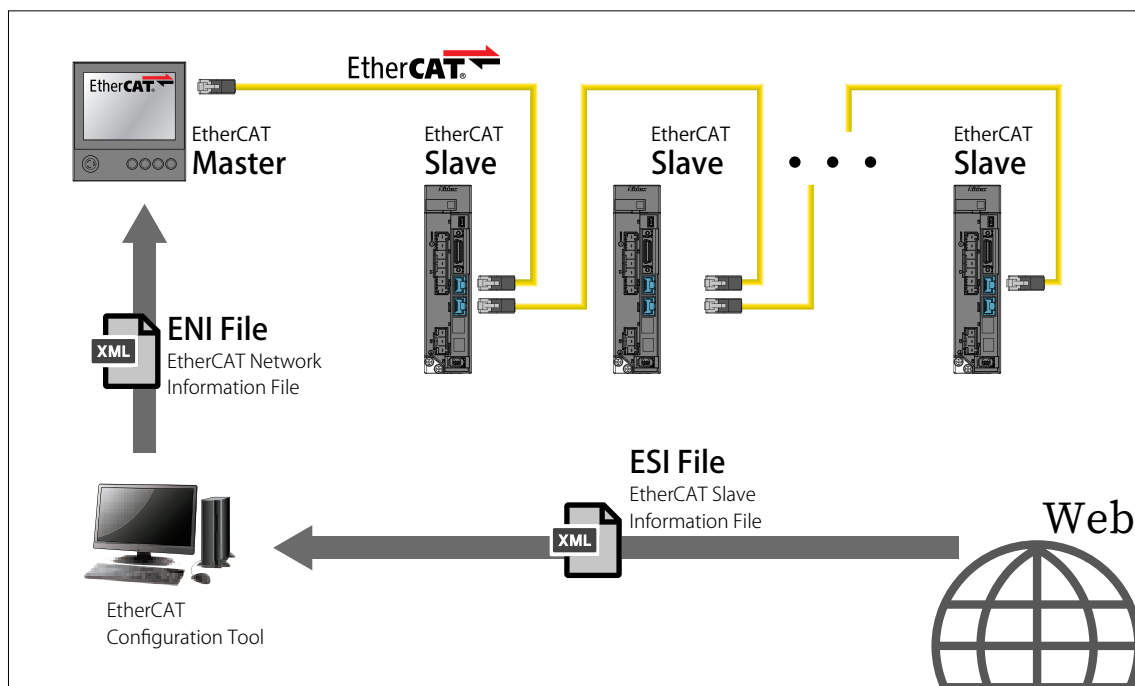 EtherCAT®
EtherCAT®
EtherCAT
Master
EtherCAT
Slave
EtherCAT
Slave
EtherCAT
Slave
ENI File
XML
EtherCAT Network
Information File
ESI File
EtherCAT Slave
Information File
XML
Web
EtherCAT
Configuration Tool